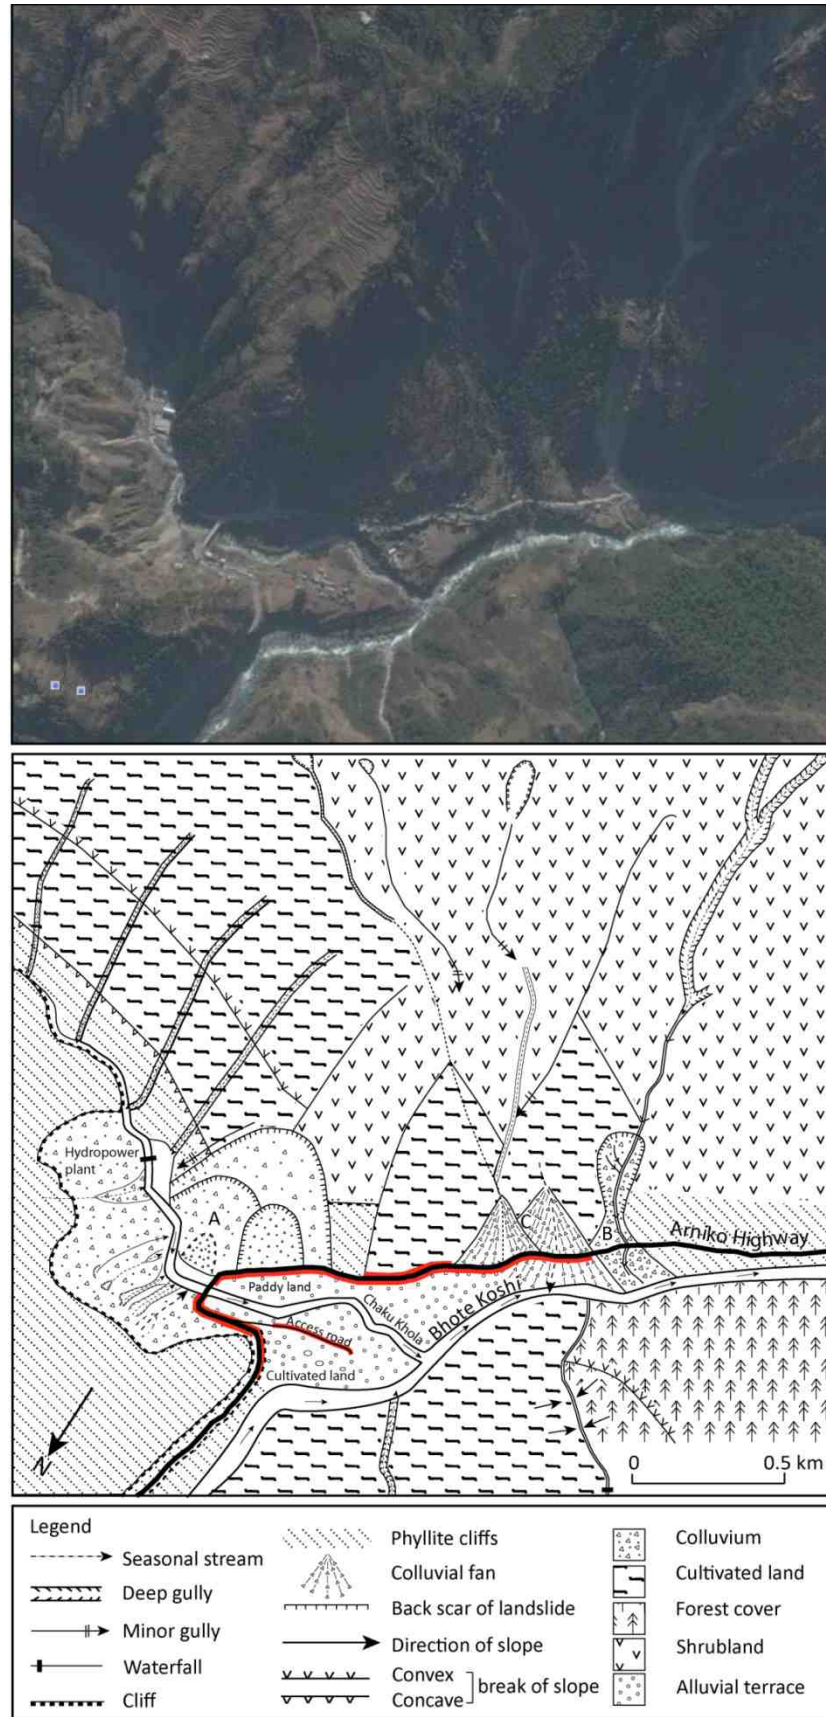 Hydropower
plant
A
C
B
Arniko Highway
Paddy land
Chaku Khola
Bhote Koshi
Access road
Cultivated land
N
0 0.5 km
Legend
Seasonal stream
Deep gully
Minor gully
Waterfall
Cliff
Phyllite cliffs
Colluvial fan
Back scar of landslide
Direction of slope
Convex
Concave
break of slope
Colluvium
Cultivated land
Forest cover
Shrubland
Alluvial terrace